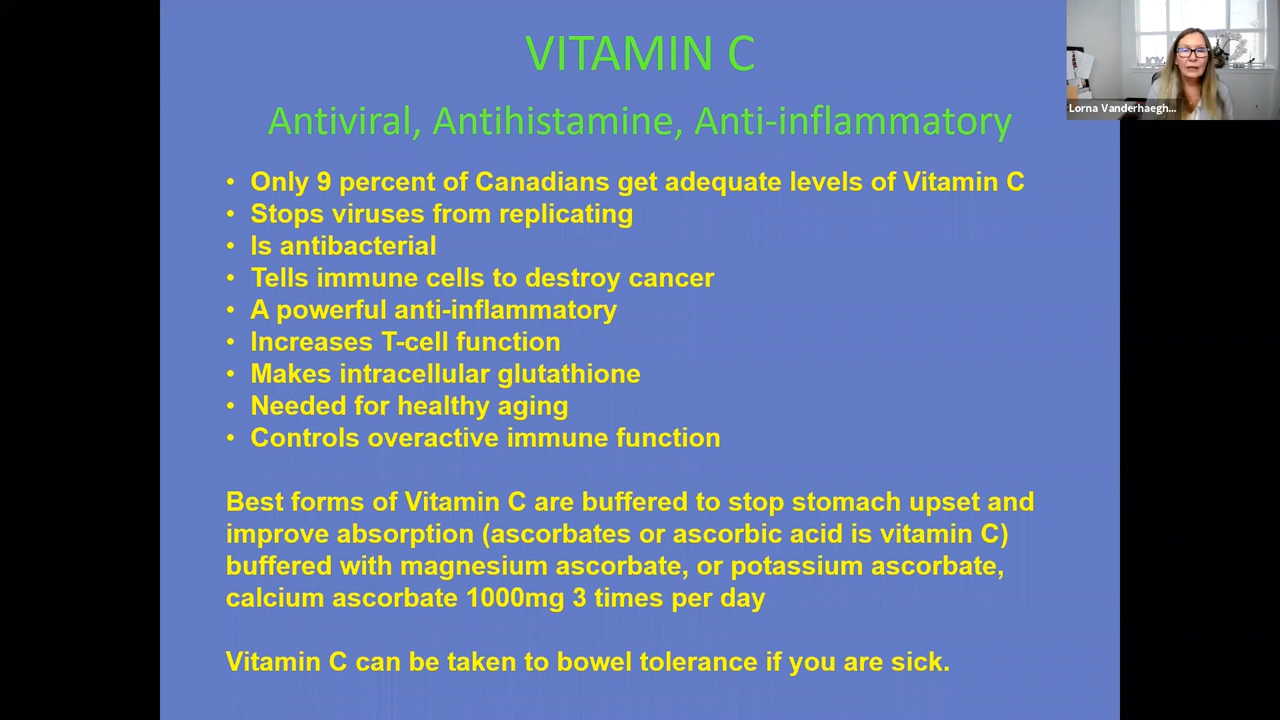 VITAMIN C
Antiviral, Antihistamine, Anti-inflammatory
Lorna Vanderhaegh...
• Only 9 percent of Canadians get adequate levels of Vitamin C
• Stops viruses from replicating
• Is antibacterial
• Tells immune cells to destroy cancer
• A powerful anti-inflammatory
• Increases T-cell function
• Makes intracellular glutathione
• Needed for healthy aging
• Controls overactive immune function
Best forms of Vitamin C are buffered to stop stomach upset and
improve absorption (ascorbates or ascorbic acid is vitamin C)
buffered with magnesium ascorbate, or potassium ascorbate,
calcium ascorbate 1000mg 3 times per day
Vitamin C can be taken to bowel tolerance if you are sick.